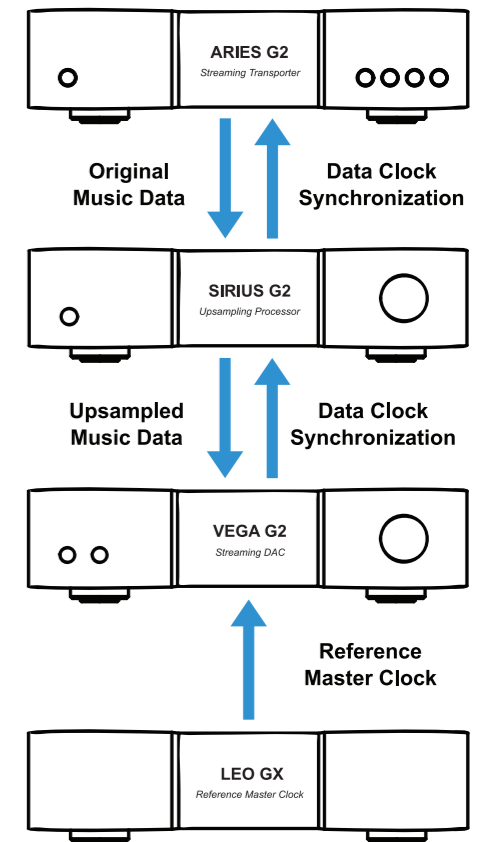 ARIES G2
Streaming Transporter
Original
Music Data
Data Clock
Synchronization
SIRIUS G2
Upsampling Processor
Upsampled
Music Data
Data Clock
Synchronization
VEGA G2
Streaming DAC
Reference
Master Clock
LEO GX
Reference Master Clock